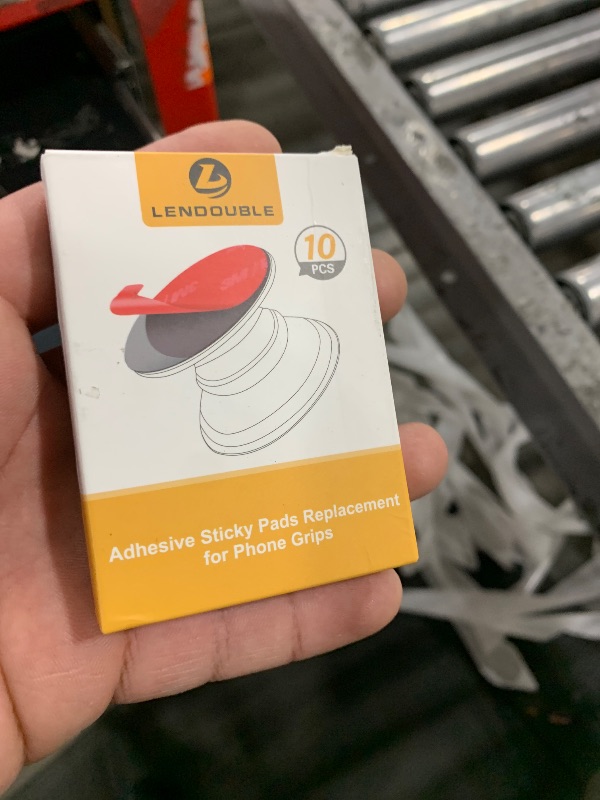 LENDOUBLE
10
PCS
Adhesive Sticky Pads Replacement
for Phone Grips